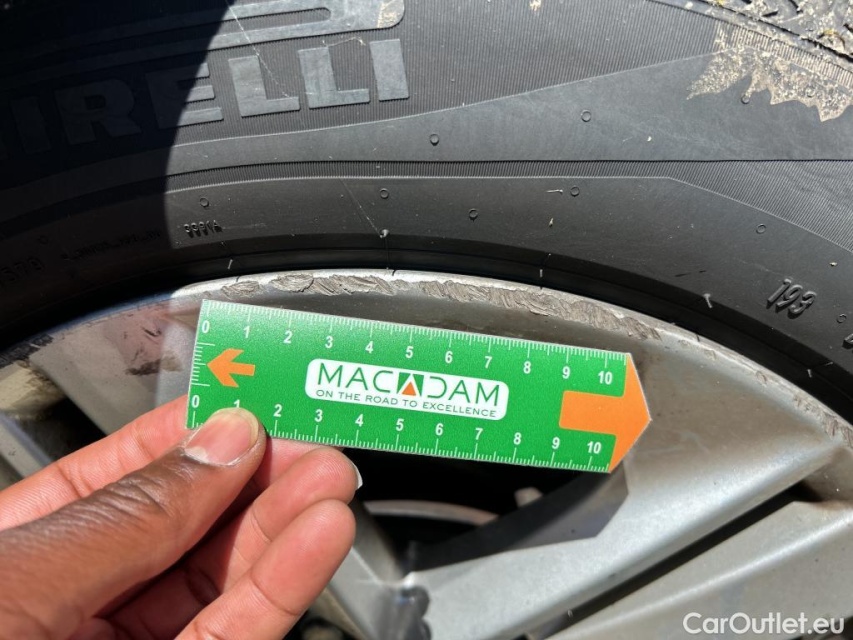 PIRELLI
193
0 1 2 3 4 5 6 7 8 9 10
MACADAM
ON THE ROAD TO EXCELLENCE
0 1 2 3 4 5 6 7 8 9 10
CarOutlet.eu